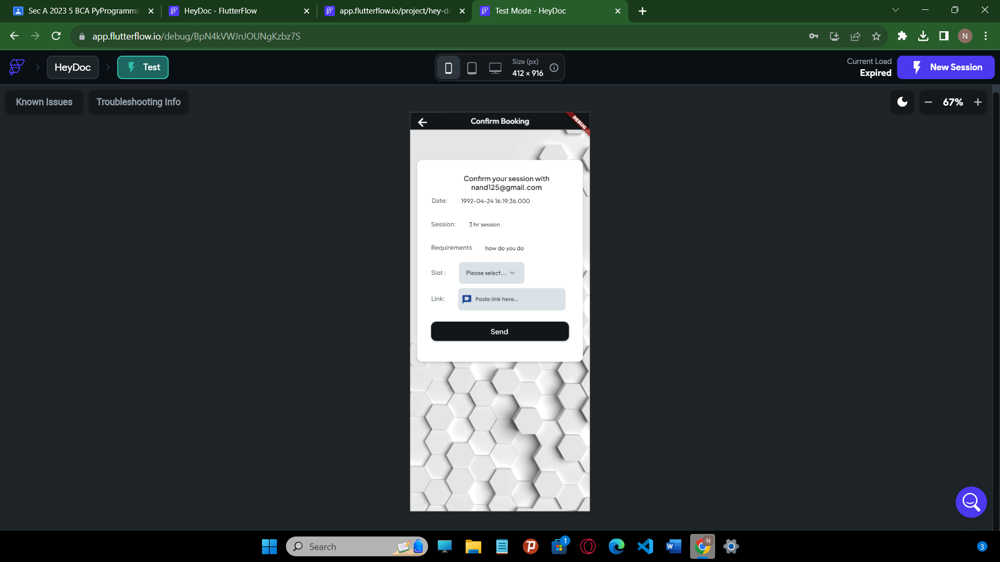 Sec A 2023 5 BCA PyProgrammi
HeyDoc - FlutterFlow
app.flutterflow.io/project/hey-do
Test Mode - HeyDoc
app.flutterflow.io/debug/BpN4kVWJnJOUNgKzbz7S
N
HeyDoc
Test
Size (px)
412 × 916
Current Load
Expired
New Session
Known Issues
Troubleshooting Info
67%
Confirm Booking
DEBUG
Confirm your session with
nand125@gmail.com
Date: 1992-04-24 16:19:36.000
Session: 3 hr session
Requirements how do you do
Slot : Please select...
Link: Paste link here...
Send
Search
1
N
3